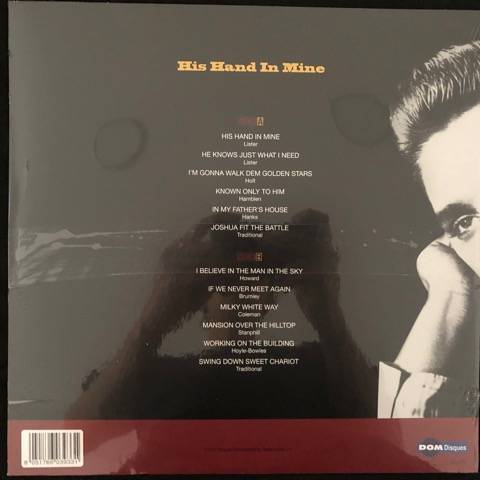 His Hand In Mine
A
HIS HAND IN MINE
Lister
HE KNOWS JUST WHAT I NEED
Lister
I'M GONNA WALK DEM GOLDEN STARS
Holt
KNOWN ONLY TO HIM
Hamblen
IN MY FATHER'S HOUSE
Hanks
JOSHUA FIT THE BATTLE
Traditional
I BELIEVE IN THE MAN IN THE SKY
Howard
IF WE NEVER MEET AGAIN
Brumley
MILKY WHITE WAY
Coleman
MANSION OVER THE HILLTOP
Stanphill
WORKING ON THE BUILDING
Hoyle-Bowles
SWING DOWN SWEET CHARIOT
Traditional
DOM Disques